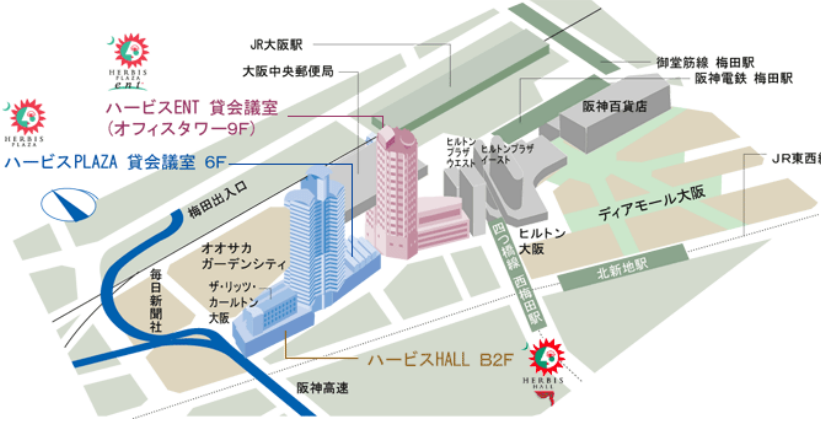 HERBIS
PLAZA
ent
JR大阪駅
大阪中央郵便局
御堂筋線 梅田駅
阪神電鉄 梅田駅
阪神百貨店
HERBIS
PLAZA
ハービスENT 貸会議室
(オフィスタワー9F)
ハービスPLAZA 貸会議室 6F
ヒルトン
プラザ
ウエスト
ヒルトンプラザ
イースト
JR東西
梅田出入口
ディアモール大阪
オオサカ
ガーデンシティ
ヒルトン
大阪
四つ橋線 西梅田駅
北新地駅
毎日新聞社
ザ・リッツ・
カールトン
大阪
ハービスHALL B2F
HERBIS
HALL
阪神高速